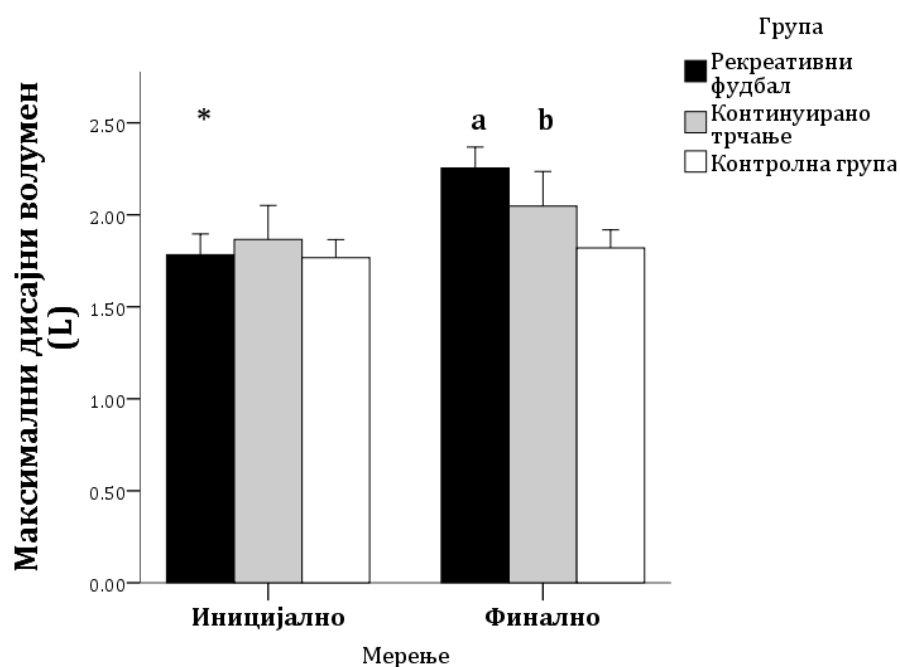 Група
Рекреативни
фудбал
Континуирано
трчање
Контролна група
Максимални дисајни волумен
(L)
2.50
2.00
1.50
1.00
0.50
0.00
*
a
b
Иницијално
Финално
Мерење